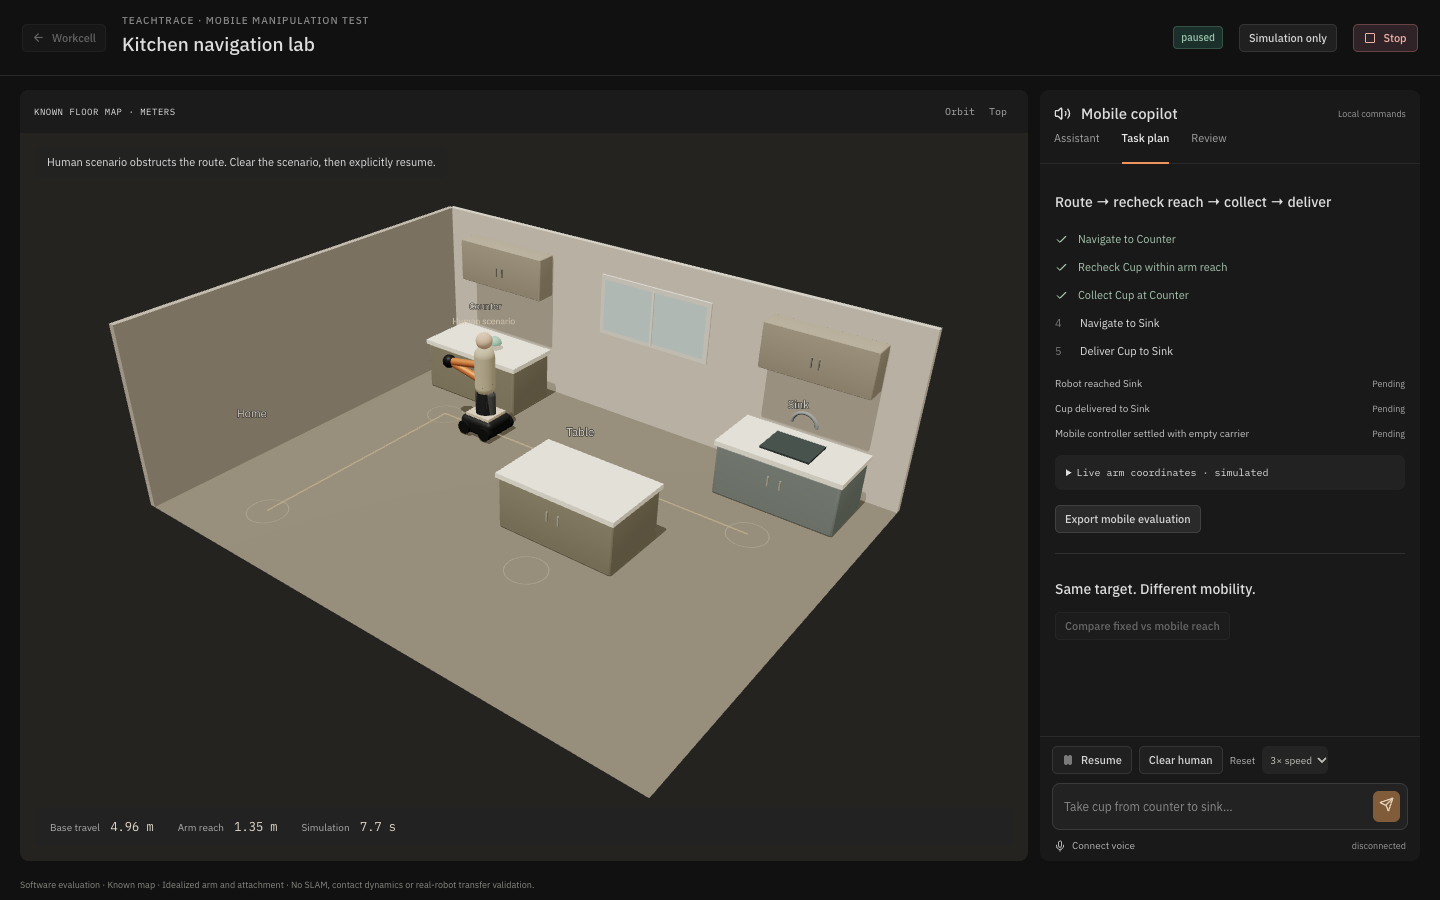 Workcell
TEACHTRACE · MOBILE MANIPULATION TEST
Kitchen navigation lab
paused
Simulation only
Stop
KNOWN FLOOR MAP · METERS
Orbit Top
Human scenario obstructs the route. Clear the scenario, then explicitly resume.
Counter
Human scenario
Sink
Home
Table
Base travel 4.96 m Arm reach 1.35 m Simulation 7.7 s
Mobile copilot
Local commands
Assistant Task plan Review
Route → recheck reach → collect → deliver
Navigate to Counter
Recheck Cup within arm reach
Collect Cup at Counter
4 Navigate to Sink
5 Deliver Cup to Sink
Robot reached Sink Pending
Cup delivered to Sink Pending
Mobile controller settled with empty carrier Pending
Live arm coordinates · simulated
Export mobile evaluation
Same target. Different mobility.
Compare fixed vs mobile reach
Resume Clear human Reset 3× speed
Take cup from counter to sink...
Connect voice disconnected
Software evaluation · Known map · Idealized arm and attachment · No SLAM, contact dynamics or real-robot transfer validation.